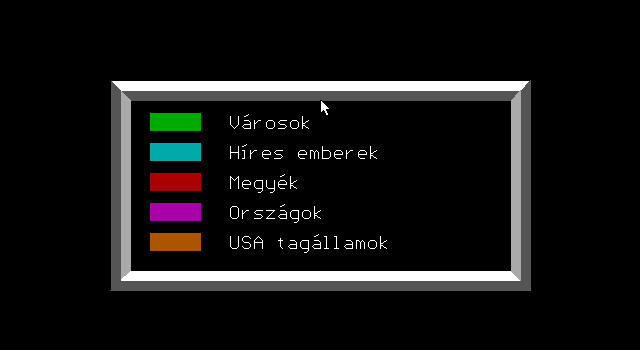 Városok
Híres emberek
Megyék
Országok
USA tagállamok